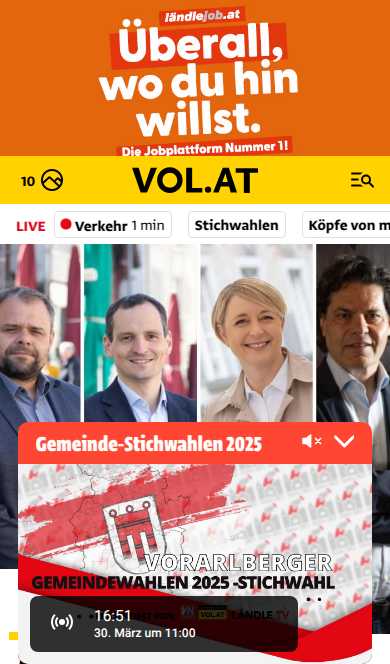 ländlejob.at
Überall,
wo du hin
willst.
Die Jobplattform Nummer 1!
10
VOL.AT
LIVE
Verkehr 1 min
Stichwahlen
Köpfe von m
Gemeinde-Stichwahlen 2025
VORARLBERGER
GEMEINDEWAHLEN 2025 -STICHWAHL
VOL.AT LÄNDLE TV
16:51
30. März um 11:00